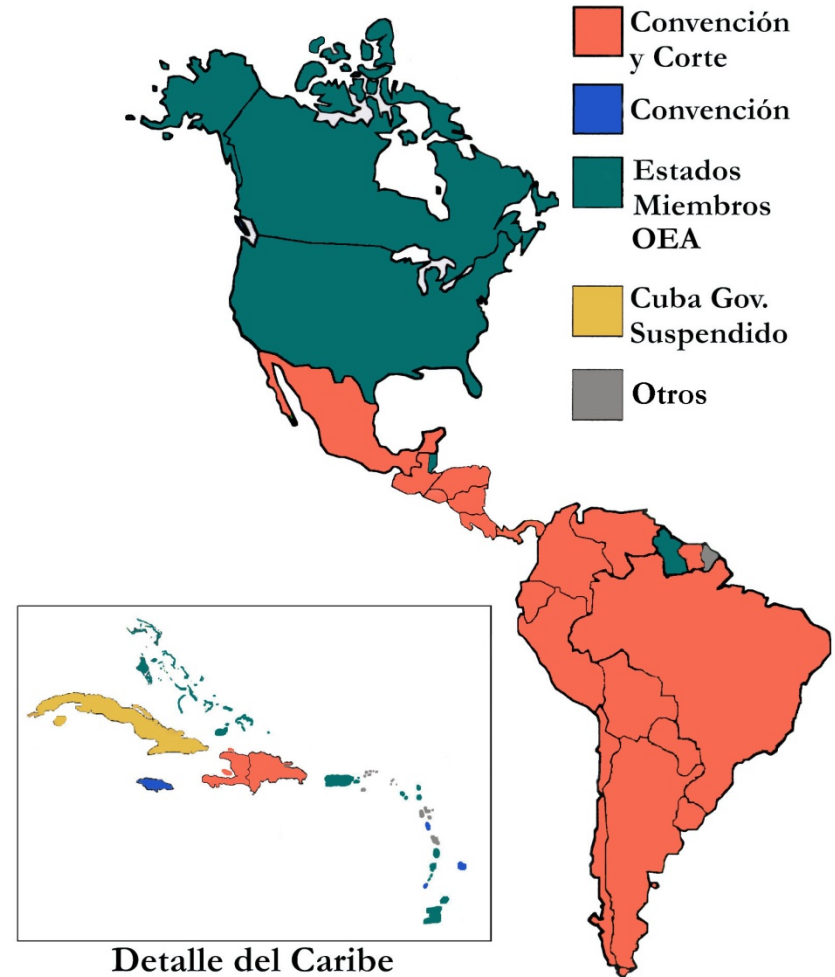 Convención
y Corte
Convención
Estados
Miembros
OEA
Cuba Gov.
Suspendido
Otros
Detalle del Caribe